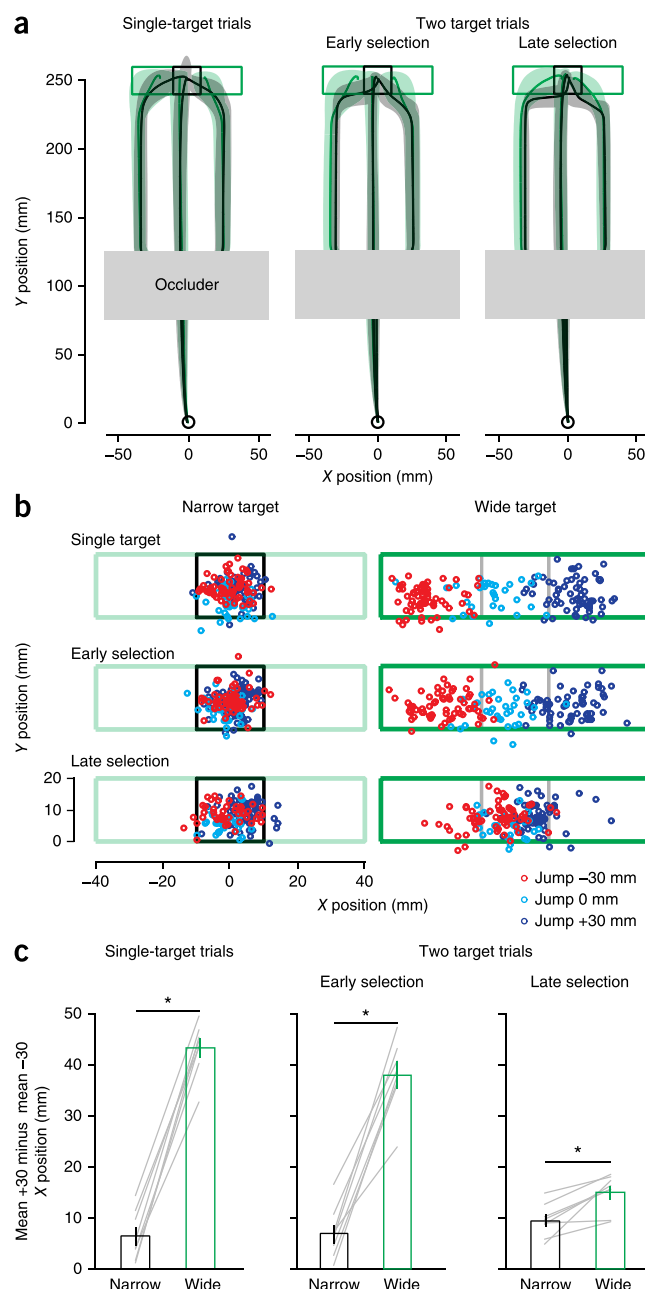 a
Single-target trials
Two target trials
Early selection
Late selection
250
200
150
100
50
0
Y position (mm)
Occluder
–50 0 50
–50 0 50
–50 0 50
X position (mm)
b
Narrow target
Wide target
Single target
Early selection
Late selection
Y position (mm)
20
10
0
–40 –20 0 20 40
X position (mm)
Jump –30 mm
Jump 0 mm
Jump +30 mm
c
Single-target trials
Two target trials
Early selection
Late selection
Mean +30 minus mean –30
X position (mm)
50
40
30
20
10
0
*
*
*
Narrow Wide
Narrow Wide
Narrow Wide